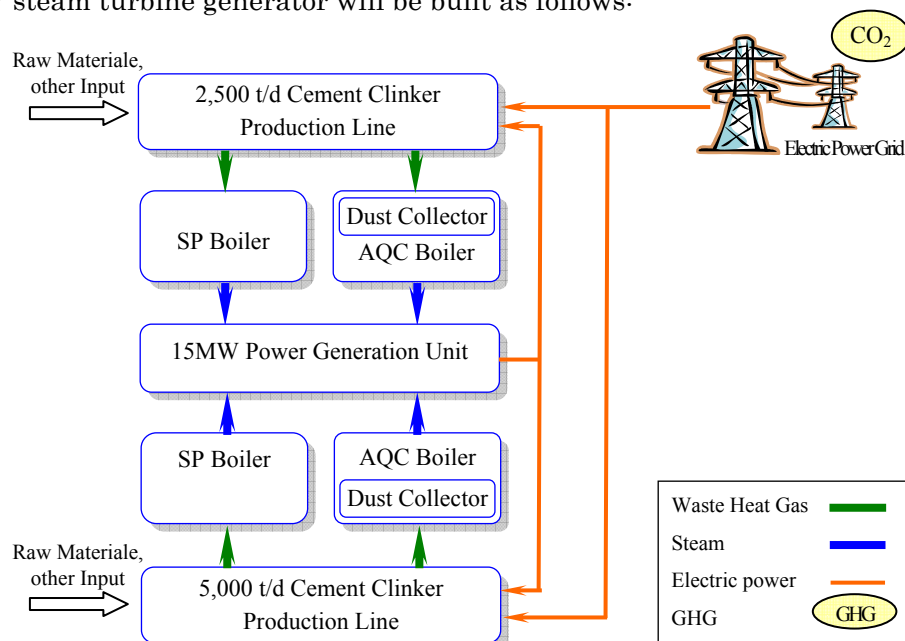 steam turbine generator will be built as follows:
Raw Materiale,
other Input
2,500 t/d Cement Clinker
Production Line
CO2
Electric Power Grid
SP Boiler
Dust Collector
AQC Boiler
15MW Power Generation Unit
SP Boiler
AQC Boiler
Dust Collector
Raw Materiale,
other Input
5,000 t/d Cement Clinker
Production Line
Waste Heat Gas
Steam
Electric power
GHG GHG